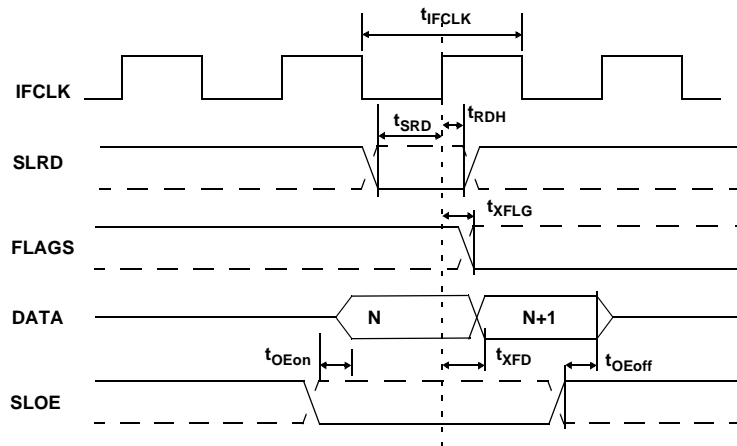 tIFCLK
IFCLK
tSRD
tRDH
SLRD
tXFLG
FLAGS
DATA
N
N+1
tOEon
tXFD
tOEoff
SLOE